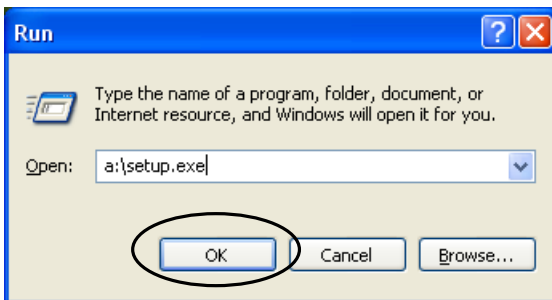 Run
Type the name of a program, folder, document, or
Internet resource, and Windows will open it for you.
Open: a:\setup.exe
OK Cancel Browse...